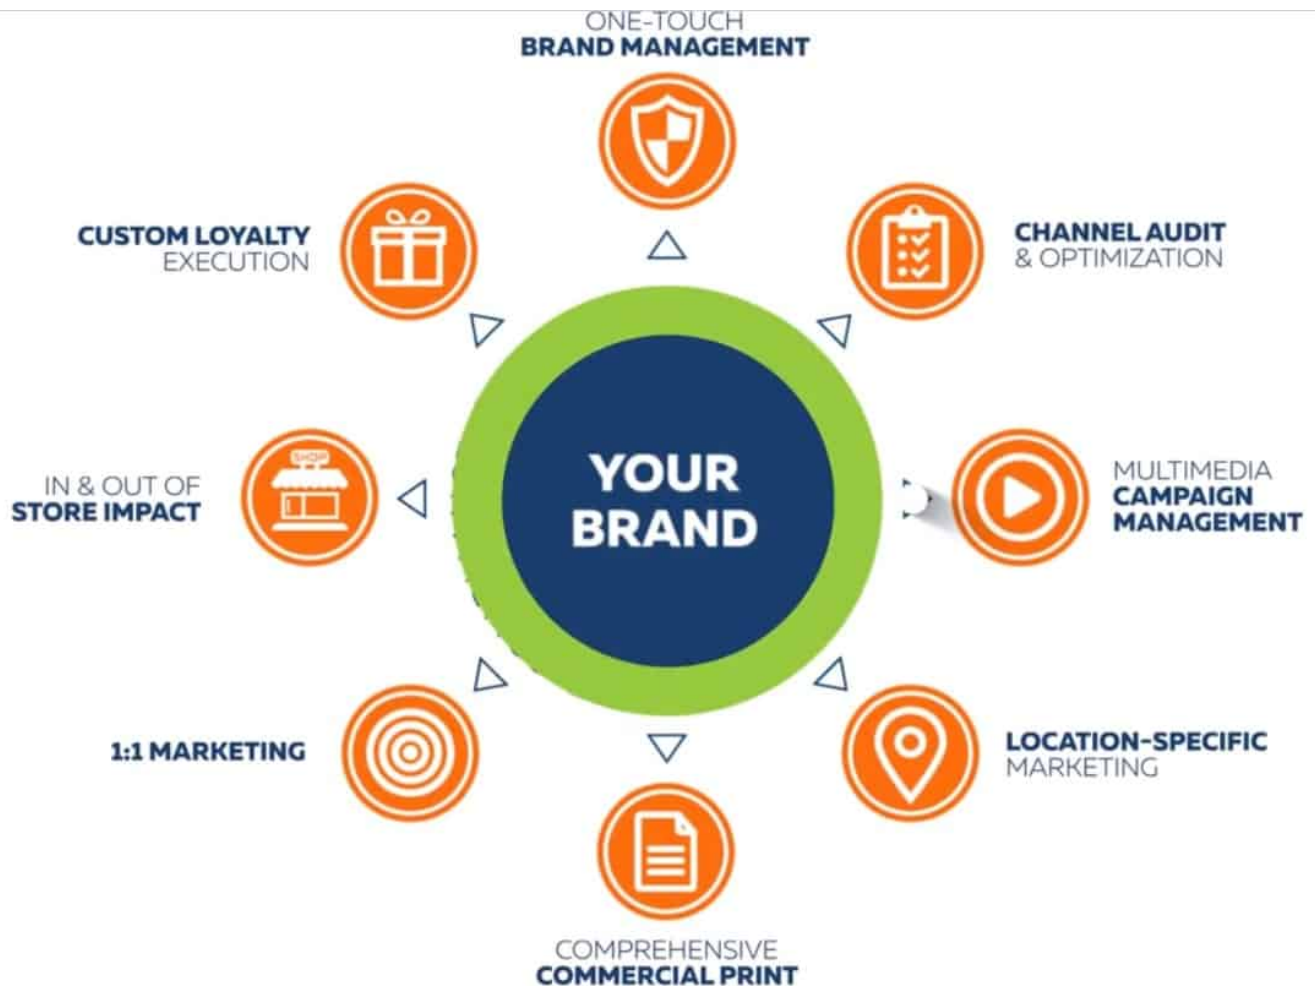 ONE-TOUCH
BRAND MANAGEMENT
CUSTOM LOYALTY
EXECUTION
CHANNEL AUDIT
& OPTIMIZATION
SHOP
IN & OUT OF
STORE IMPACT
YOUR
BRAND
MULTIMEDIA
CAMPAIGN
MANAGEMENT
1:1 MARKETING
LOCATION-SPECIFIC
MARKETING
COMPREHENSIVE
COMMERCIAL PRINT